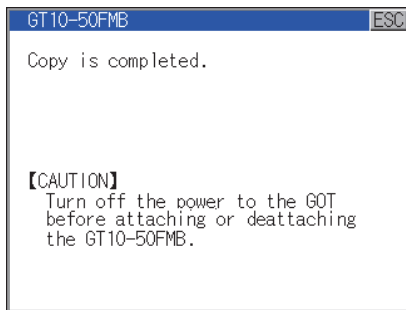 GT10-50FMB ESC
Copy is completed.
【CAUTION】
Turn off the power to the GOT
before attaching or deattaching
the GT10-50FMB.